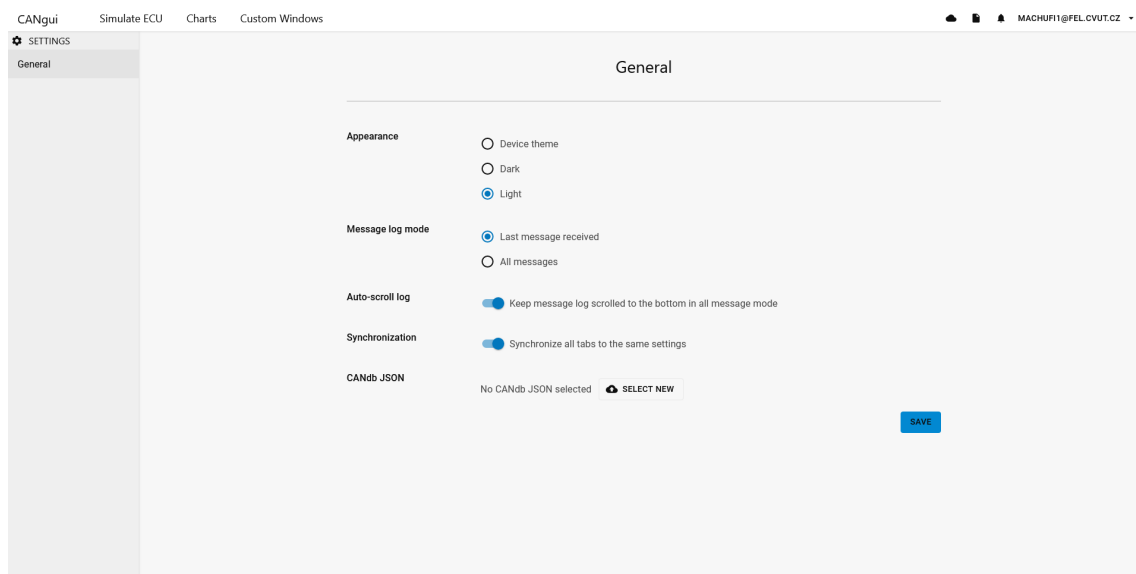 CANgui Simulate ECU Charts Custom Windows MACHUFI1@FEL.CVUT.CZ
SETTINGS
General
General
Appearance
Device theme
Dark
Light
Message log mode
Last message received
All messages
Auto-scroll log
Keep message log scrolled to the bottom in all message mode
Synchronization
Synchronize all tabs to the same settings
CANdb JSON
No CANdb JSON selected SELECT NEW
SAVE